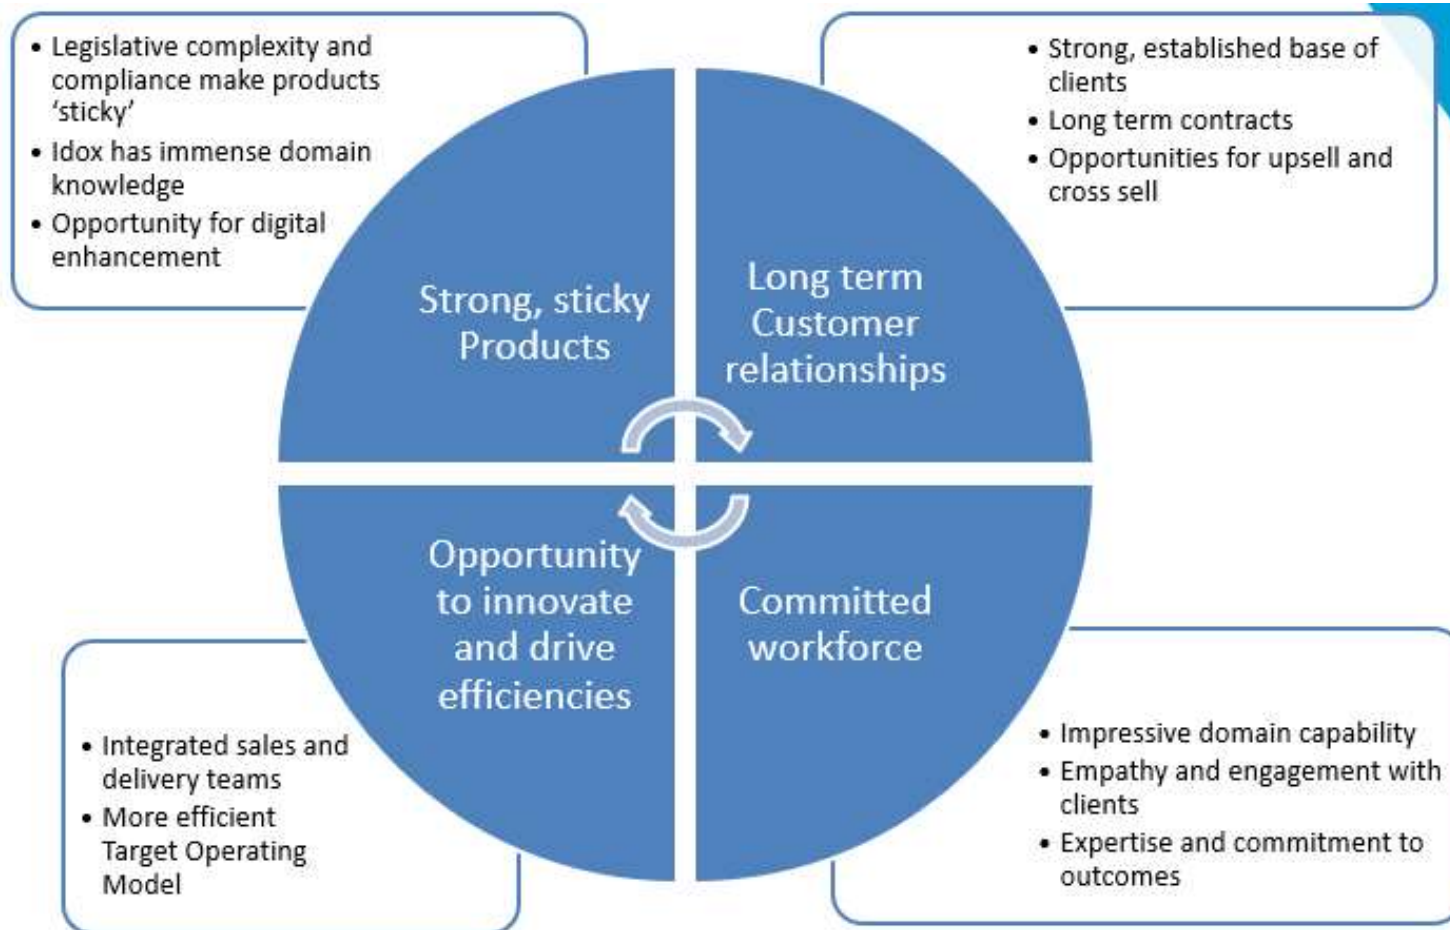 • Legislative complexity and
compliance make products
‘sticky’
• Idox has immense domain
knowledge
• Opportunity for digital
enhancement
• Strong, established base of
clients
• Long term contracts
• Opportunities for upsell and
cross sell
Strong, sticky
Products
Long term
Customer
relationships
Opportunity
to innovate
and drive
efficiencies
Committed
workforce
• Integrated sales and
delivery teams
• More efficient
Target Operating
Model
• Impressive domain capability
• Empathy and engagement with
clients
• Expertise and commitment to
outcomes